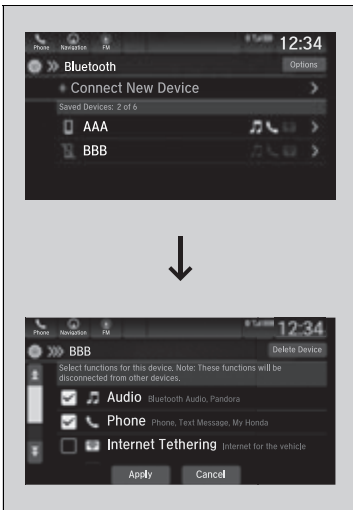 Phone Navigation FM 12:34
Bluetooth Options
+ Connect New Device
Saved Devices: 2 of 6
AAA
BBB
Phone Navigation FM 12:34
BBB Delete Device
Select functions for this device. Note: These functions will be
disconnected from other devices.
Audio Bluetooth Audio, Pandora
Phone Phone, Text Message, My Honda
Internet Tethering Internet for the vehicle
Apply Cancel